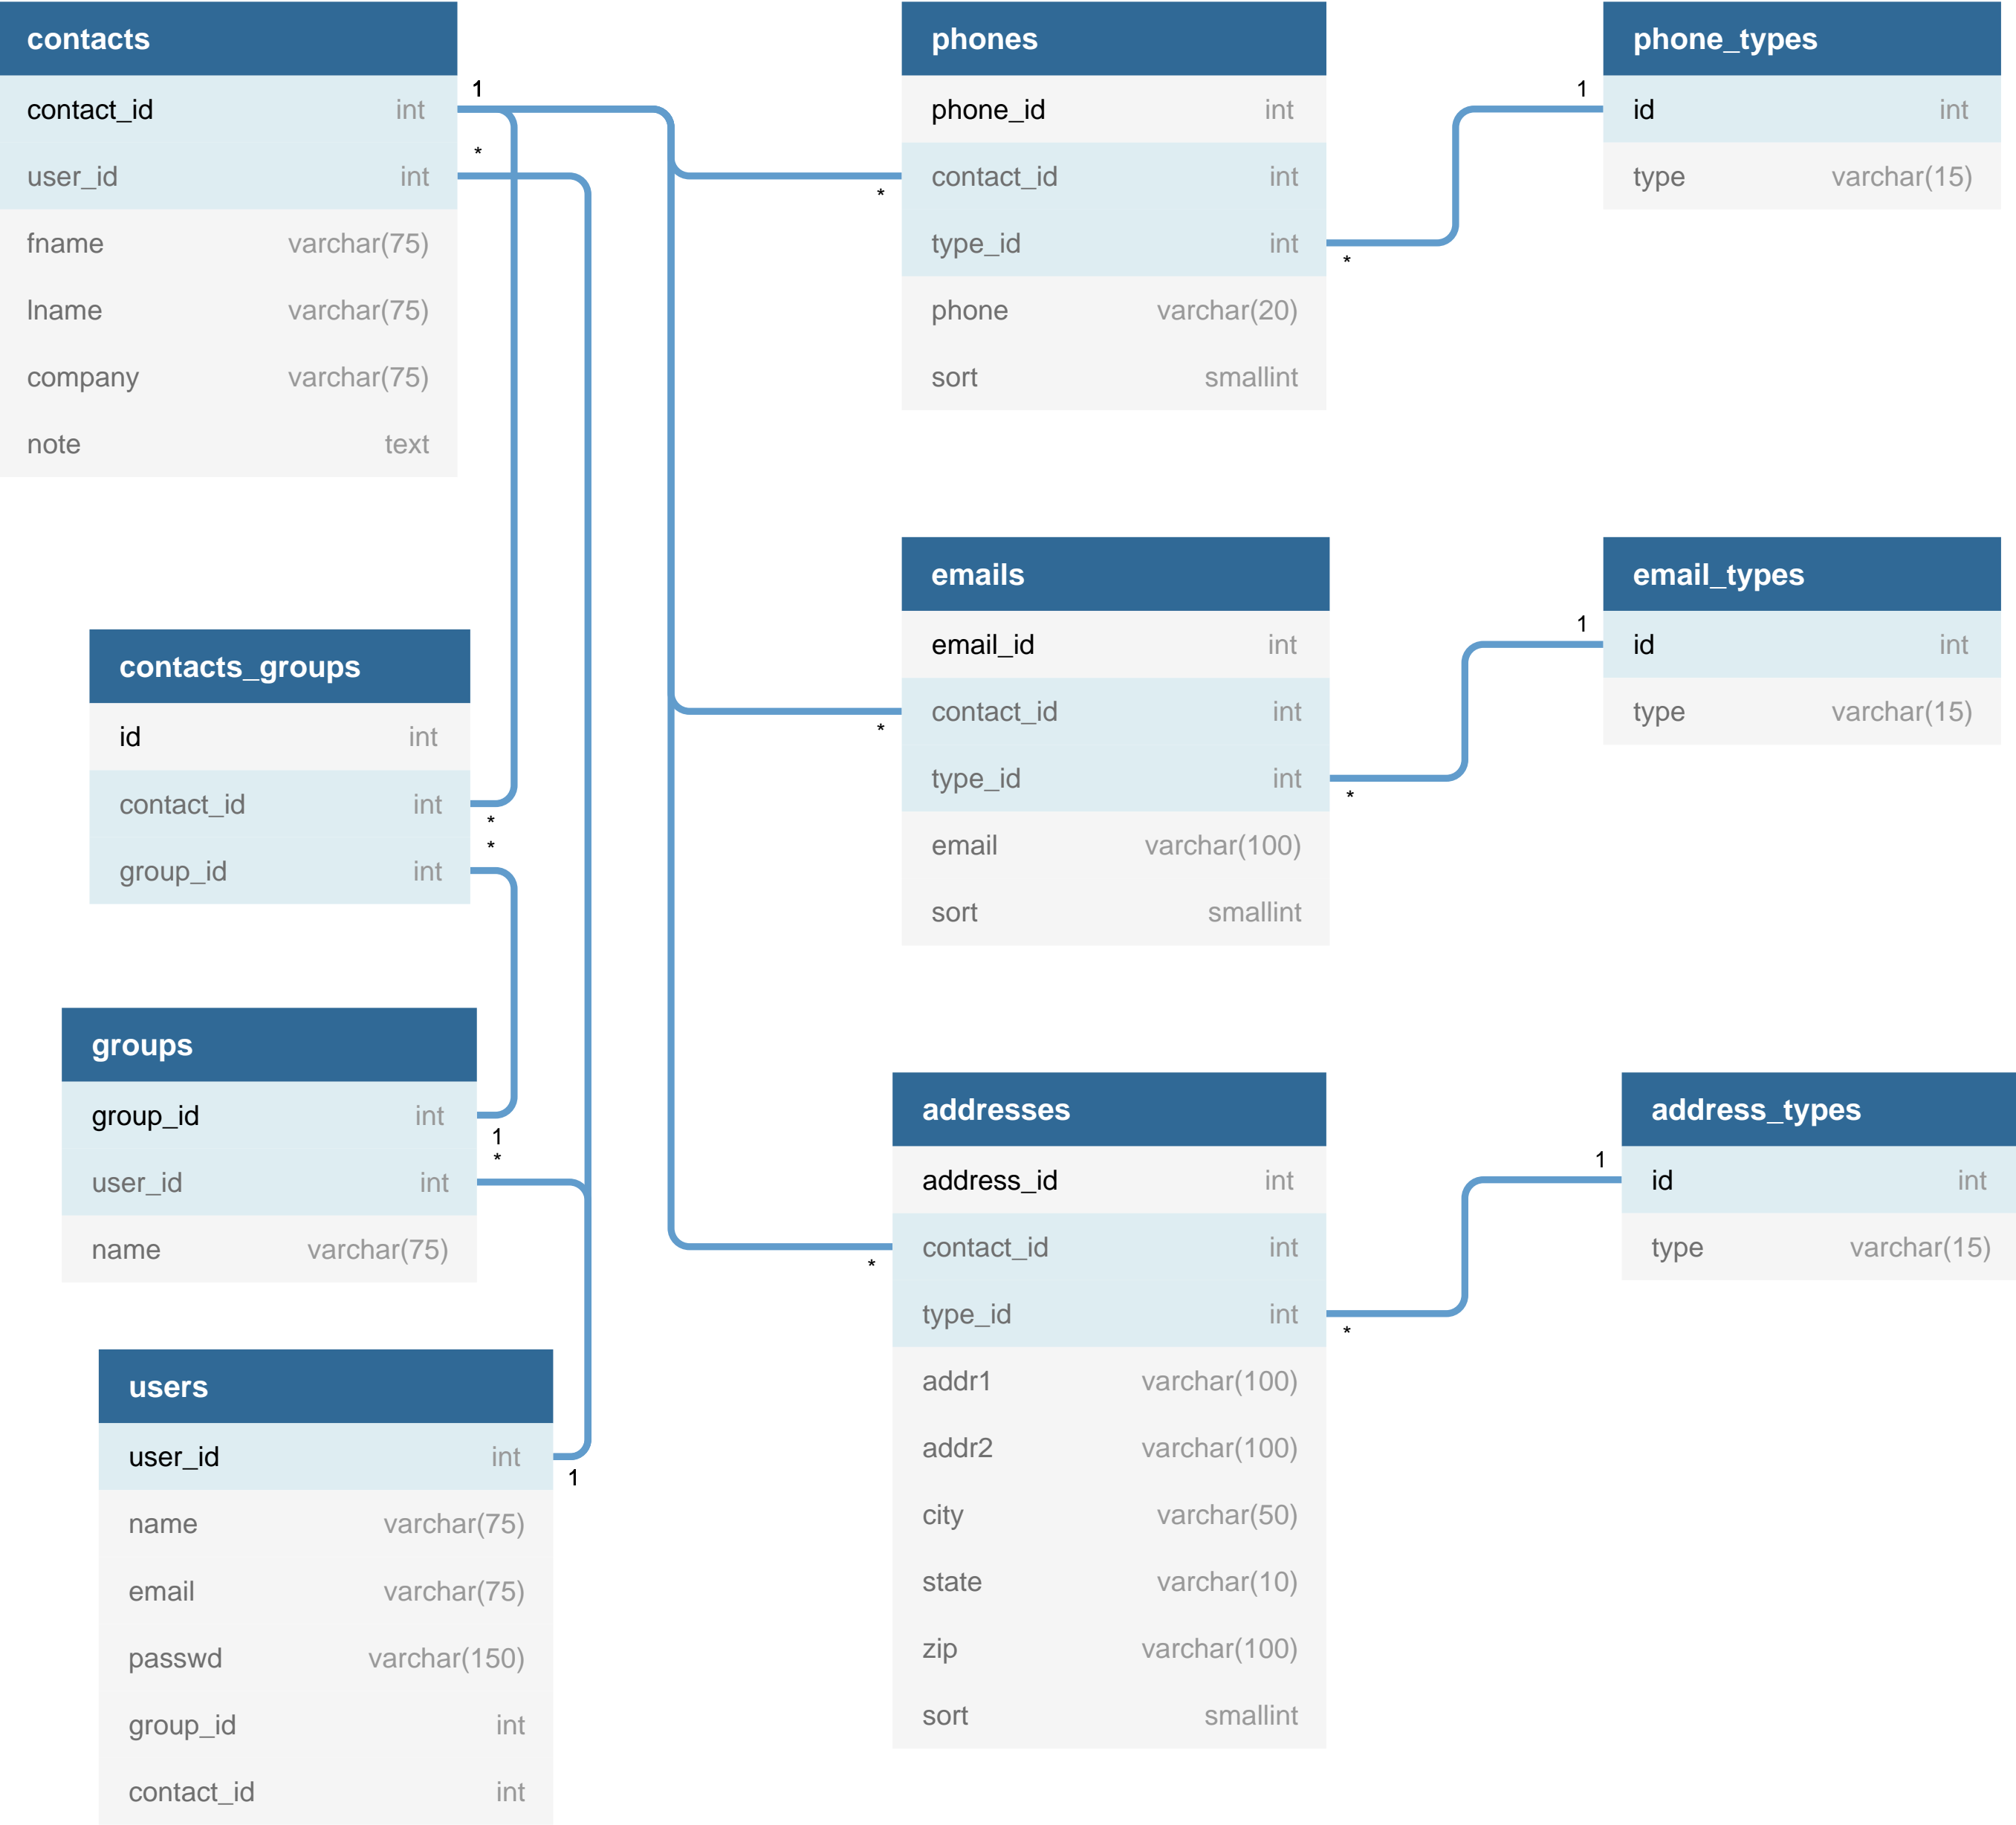 contacts
contact_id int
user_id int
fname varchar(75)
lname varchar(75)
company varchar(75)
note text
1
*
phones
phone_id int
contact_id int
type_id int
phone varchar(20)
sort smallint
*
*
phone_types
id int
type varchar(15)
1
contacts_groups
id int
contact_id int
group_id int
*
*
emails
email_id int
contact_id int
type_id int
email varchar(100)
sort smallint
*
*
email_types
id int
type varchar(15)
1
groups
group_id int
user_id int
name varchar(75)
1
*
addresses
address_id int
contact_id int
type_id int
addr1 varchar(100)
addr2 varchar(100)
city varchar(50)
state varchar(10)
zip varchar(100)
sort smallint
*
*
address_types
id int
type varchar(15)
1
users
user_id int
name varchar(75)
email varchar(75)
passwd varchar(150)
group_id int
contact_id int
1